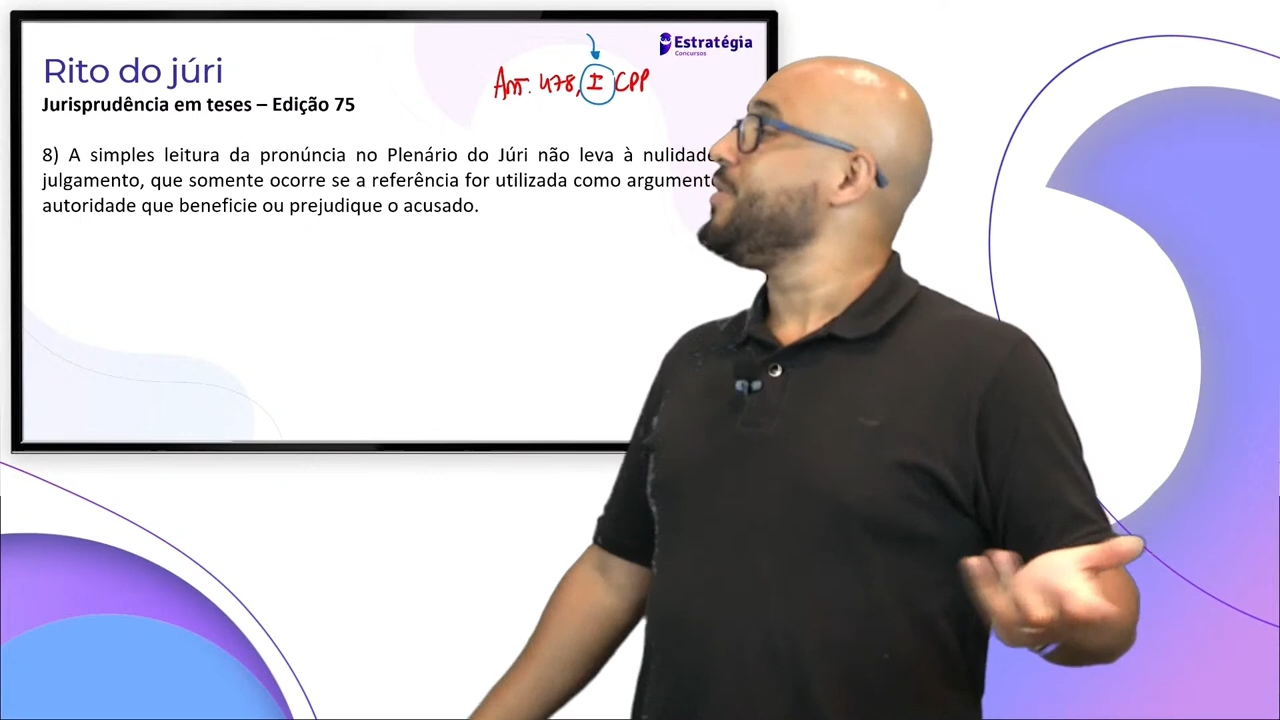 Rito do júri
Jurisprudência em teses – Edição 75
Art. 478, I CPP
Estratégia
Concursos
8) A simples leitura da pronúncia no Plenário do Júri não leva à nulidade
julgamento, que somente ocorre se a referência for utilizada como argument
autoridade que beneficie ou prejudique o acusado.